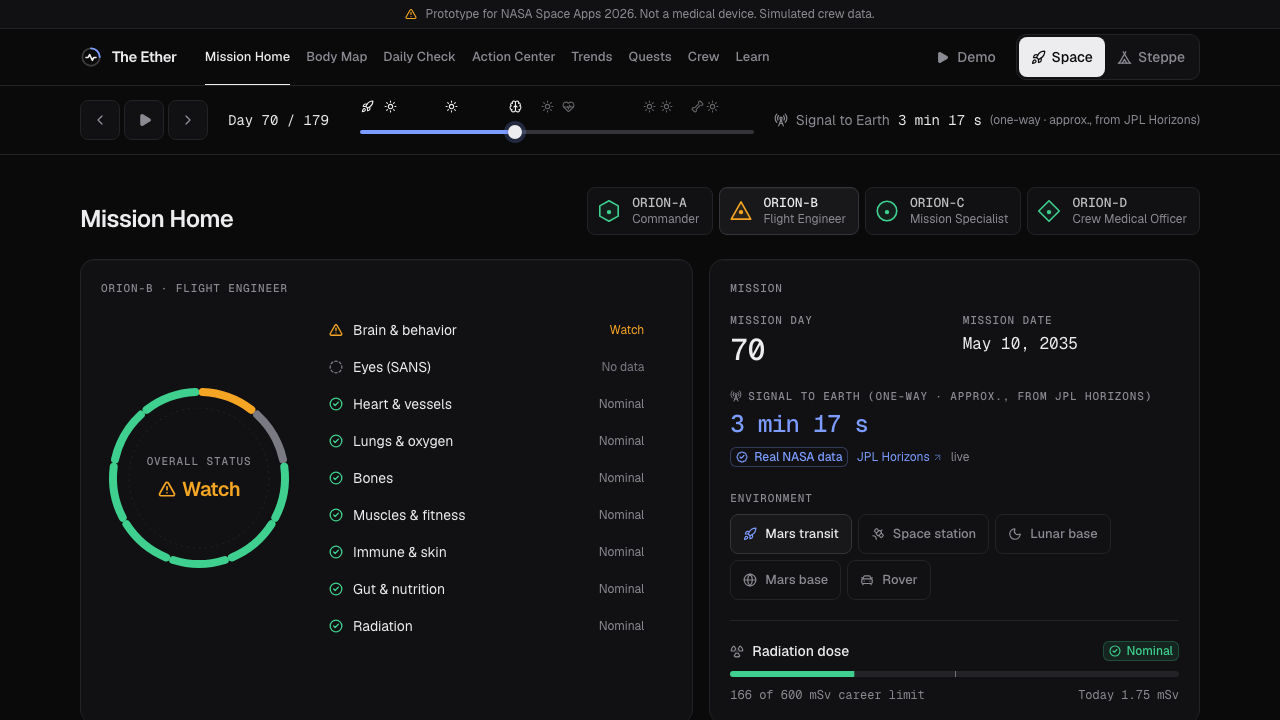 Prototype for NASA Space Apps 2026. Not a medical device. Simulated crew data.
The Ether Mission Home Body Map Daily Check Action Center Trends Quests Crew Learn Demo Space Steppe
Day 70 / 179 Signal to Earth 3 min 17 s (one-way · approx., from JPL Horizons)
Mission Home
ORION-A
Commander
ORION-B
Flight Engineer
ORION-C
Mission Specialist
ORION-D
Crew Medical Officer
ORION-B · FLIGHT ENGINEER
OVERALL STATUS
Watch
Brain & behavior Watch
Eyes (SANS) No data
Heart & vessels Nominal
Lungs & oxygen Nominal
Bones Nominal
Muscles & fitness Nominal
Immune & skin Nominal
Gut & nutrition Nominal
Radiation Nominal
MISSION
MISSION DAY
70
MISSION DATE
May 10, 2035
SIGNAL TO EARTH (ONE-WAY · APPROX., FROM JPL HORIZONS)
3 min 17 s
Real NASA data JPL Horizons ↗ live
ENVIRONMENT
Mars transit Space station Lunar base
Mars base Rover
Radiation dose Nominal
166 of 600 mSv career limit Today 1.75 mSv